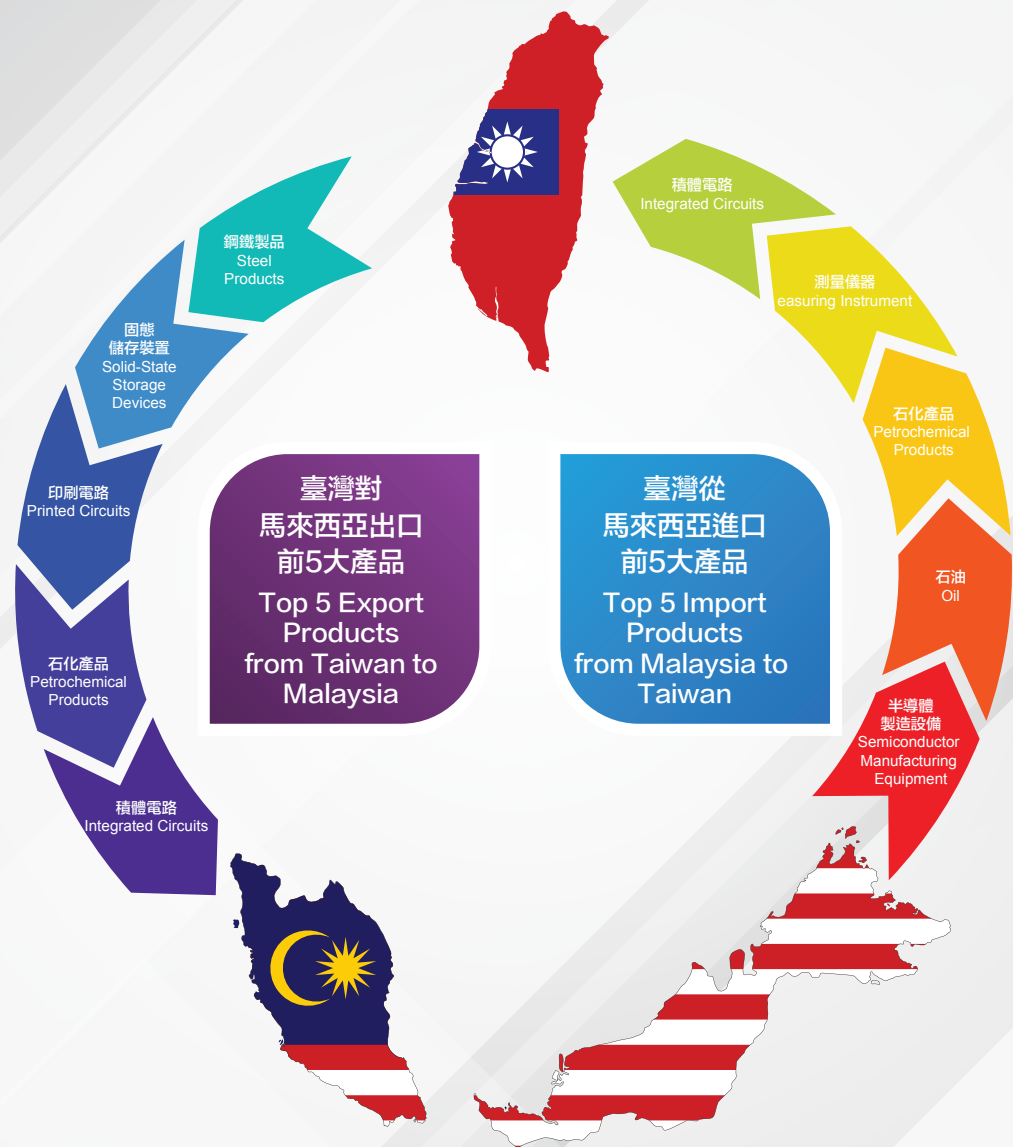 鋼鐵製品
Steel
Products
固態
儲存裝置
Solid-State
Storage
Devices
印刷電路
Printed Circuits
石化產品
Petrochemical
Products
積體電路
Integrated Circuits
臺灣對
馬來西亞出口
前5大產品
Top 5 Export
Products
from Taiwan to
Malaysia
臺灣從
馬來西亞進口
前5大產品
Top 5 Import
Products
from Malaysia to
Taiwan
積體電路
Integrated Circuits
測量儀器
easuring Instrument
石化產品
Petrochemical
Products
石油
Oil
半導體
製造設備
Semiconductor
Manufacturing
Equipment